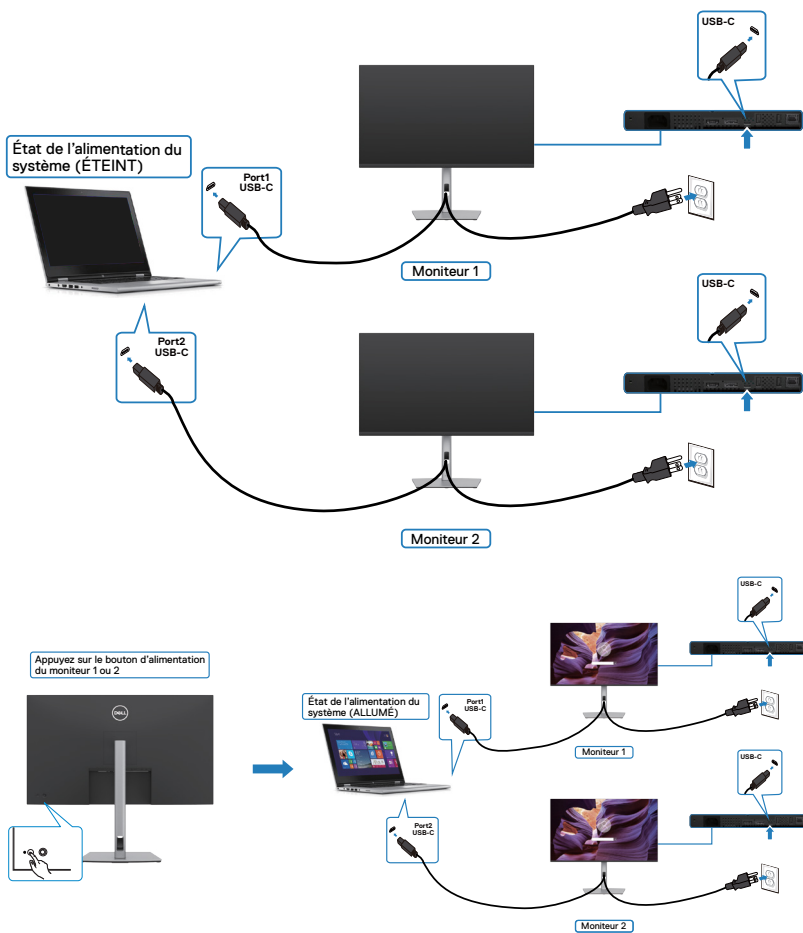 USB-C
État de l'alimentation du
système (ÉTEINT)
Port1
USB-C
Moniteur 1
USB-C
Port2
USB-C
Moniteur 2
USB-C
Appuyez sur le bouton d'alimentation
du moniteur 1 ou 2
DELL
État de l'alimentation du
système (ALLUMÉ)
Port1
USB-C
Moniteur 1
USB-C
Port2
USB-C
Moniteur 2